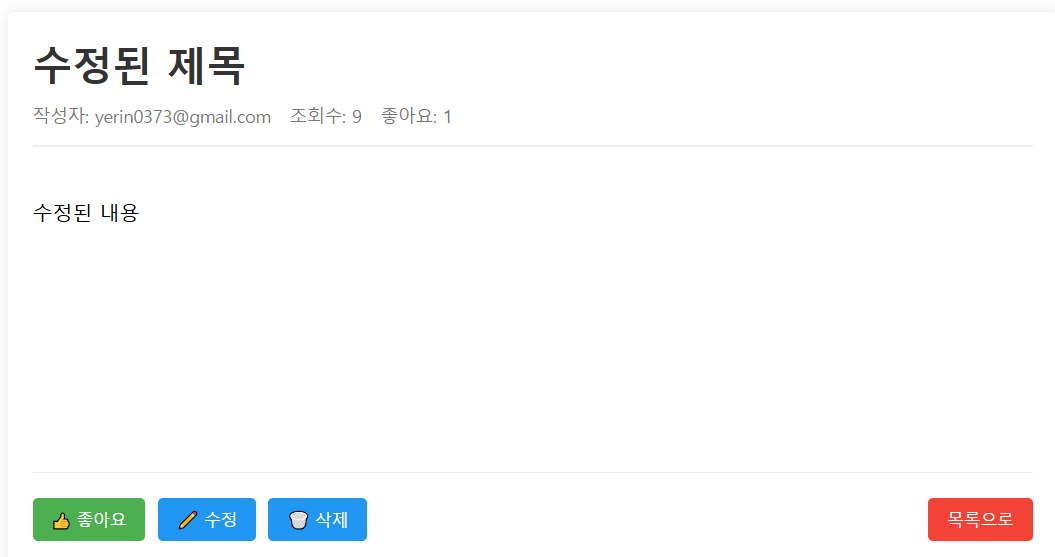 수정된 제목
작성자: yerin0373@gmail.com 조회수: 9 좋아요: 1
수정된 내용
👍 좋아요 ✏️ 수정 🗑️ 삭제 목록으로